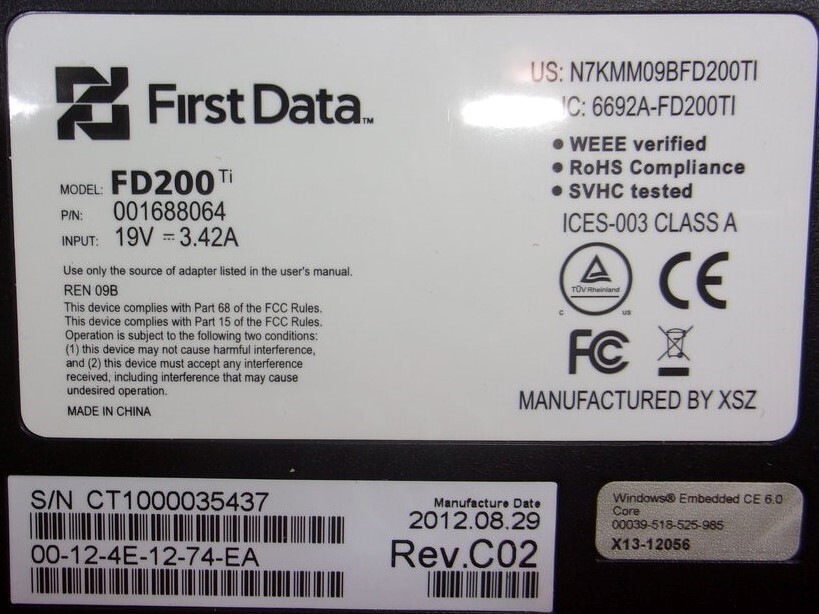 First Data™
MODEL: FD200Ti
P/N: 001688064
INPUT: 19V ⎓ 3.42A
Use only the source of adapter listed in the user's manual.
REN 09B
This device complies with Part 68 of the FCC Rules.
This device complies with Part 15 of the FCC Rules.
Operation is subject to the following two conditions:
(1) this device may not cause harmful interference,
and (2) this device must accept any interference
received, including interference that may cause
undesired operation.
MADE IN CHINA
US: N7KMM09BFD200TI
IC: 6692A-FD200TI
● WEEE verified
● RoHS Compliance
● SVHC tested
ICES-003 CLASS A
TÜVRheinland
C US
CE
FC
MANUFACTURED BY XSZ
S/N CT1000035437
00-12-4E-12-74-EA
Manufacture Date
2012.08.29
Rev.C02
Windows® Embedded CE 6.0
Core
00039-518-525-985
X13-12056